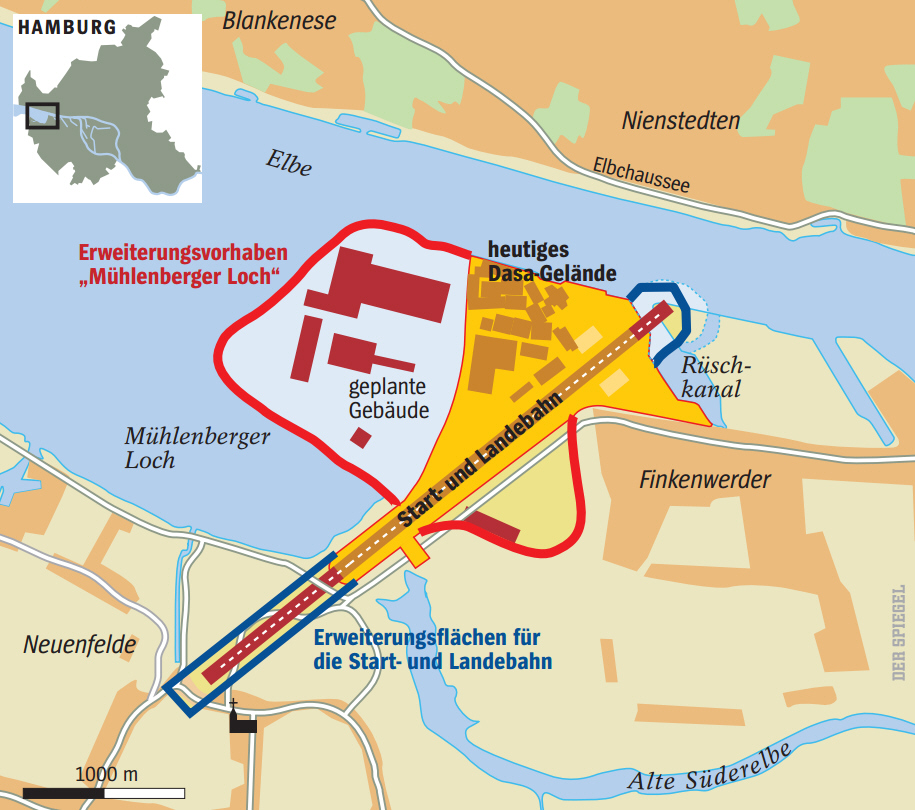 HAMBURG
Blankenese
Nienstedten
Elbchaussee
Elbe
Erweiterungsvorhaben
„Mühlenberger Loch“
heutiges
Dasa-Gelände
Rüsch-
kanal
geplante
Gebäude
Mühlenberger
Loch
Start- und Landebahn
Finkenwerder
Neuenfelde
Erweiterungsflächen für
die Start- und Landebahn
DER SPIEGEL
1000 m
Alte Süderelbe